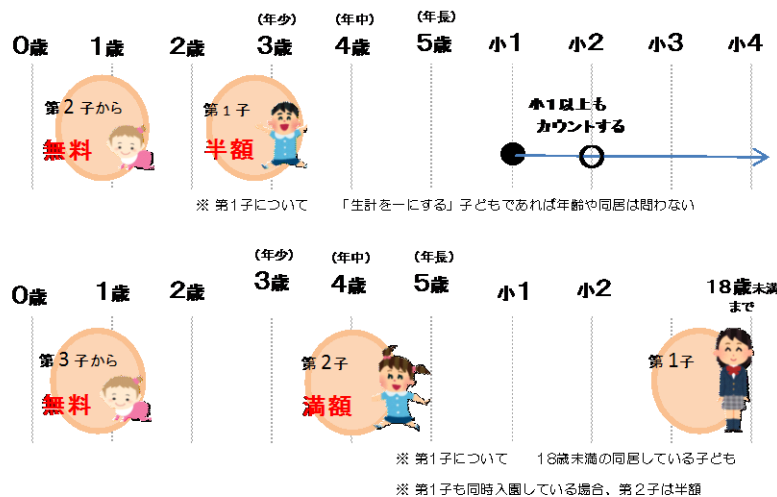 (年少) (年中) (年長)
0歳 1歳 2歳 3歳 4歳 5歳 小1 小2 小3 小4
第2子から
無料
第1子
半額
小1以上も
カウントする
※ 第1子について 「生計を一にする」子どもであれば年齢や同居は問わない
(年少) (年中) (年長)
0歳 1歳 2歳 3歳 4歳 5歳 小1 小2 18歳未満
まで
第3子から
無料
第2子
満額
第1子
※ 第1子について 18歳未満の同居している子ども
※ 第1子も同時入園している場合、第2子は半額